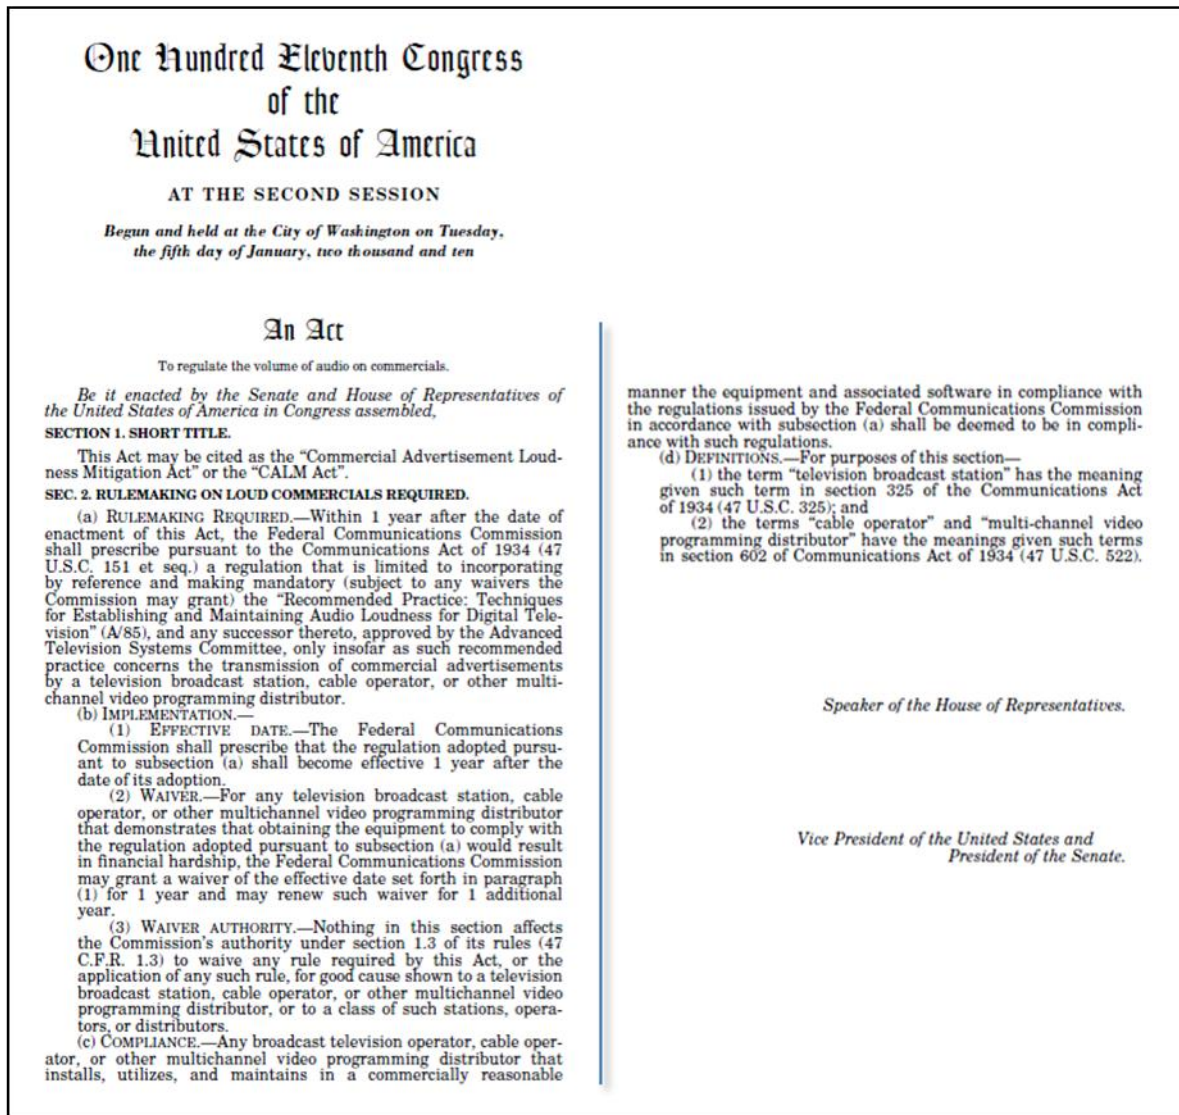 One Hundred Eleventh Congress
of the
United States of America
AT THE SECOND SESSION
Begun and held at the City of Washington on Tuesday,
the fifth day of January, two thousand and ten
An Act
To regulate the volume of audio on commercials.
Be it enacted by the Senate and House of Representatives of
the United States of America in Congress assembled,
SECTION 1. SHORT TITLE.
This Act may be cited as the “Commercial Advertisement Loud-
ness Mitigation Act” or the “CALM Act”.
SEC. 2. RULEMAKING ON LOUD COMMERCIALS REQUIRED.
(a) RULEMAKING REQUIRED.—Within 1 year after the date of
enactment of this Act, the Federal Communications Commission
shall prescribe pursuant to the Communications Act of 1934 (47
U.S.C. 151 et seq.) a regulation that is limited to incorporating
by reference and making mandatory (subject to any waivers the
Commission may grant) the “Recommended Practice: Techniques
for Establishing and Maintaining Audio Loudness for Digital Tele-
vision” (A/85), and any successor thereto, approved by the Advanced
Television Systems Committee, only insofar as such recommended
practice concerns the transmission of commercial advertisements
by a television broadcast station, cable operator, or other multi-
channel video programming distributor.
(b) IMPLEMENTATION.—
(1) EFFECTIVE DATE.—The Federal Communications
Commission shall prescribe that the regulation adopted pursu-
ant to subsection (a) shall become effective 1 year after the
date of its adoption.
(2) WAIVER.—For any television broadcast station, cable
operator, or other multichannel video programming distributor
that demonstrates that obtaining the equipment to comply with
the regulation adopted pursuant to subsection (a) would result
in financial hardship, the Federal Communications Commission
may grant a waiver of the effective date set forth in paragraph
(1) for 1 year and may renew such waiver for 1 additional
year.
(3) WAIVER AUTHORITY.—Nothing in this section affects
the Commission’s authority under section 1.3 of its rules (47
C.F.R. 1.3) to waive any rule required by this Act, or the
application of any such rule, for good cause shown to a television
broadcast station, cable operator, or other multichannel video
programming distributor, or to a class of such stations, opera-
tors, or distributors.
(c) COMPLIANCE.—Any broadcast television operator, cable oper-
ator, or other multichannel video programming distributor that
installs, utilizes, and maintains in a commercially reasonable
manner the equipment and associated software in compliance with
the regulations issued by the Federal Communications Commission
in accordance with subsection (a) shall be deemed to be in compli-
ance with such regulations.
(d) DEFINITIONS.—For purposes of this section—
(1) the term “television broadcast station” has the meaning
given such term in section 325 of the Communications Act
of 1934 (47 U.S.C. 325); and
(2) the terms “cable operator” and “multi-channel video
programming distributor” have the meanings given such terms
in section 602 of Communications Act of 1934 (47 U.S.C. 522).
Speaker of the House of Representatives.
Vice President of the United States and
President of the Senate.